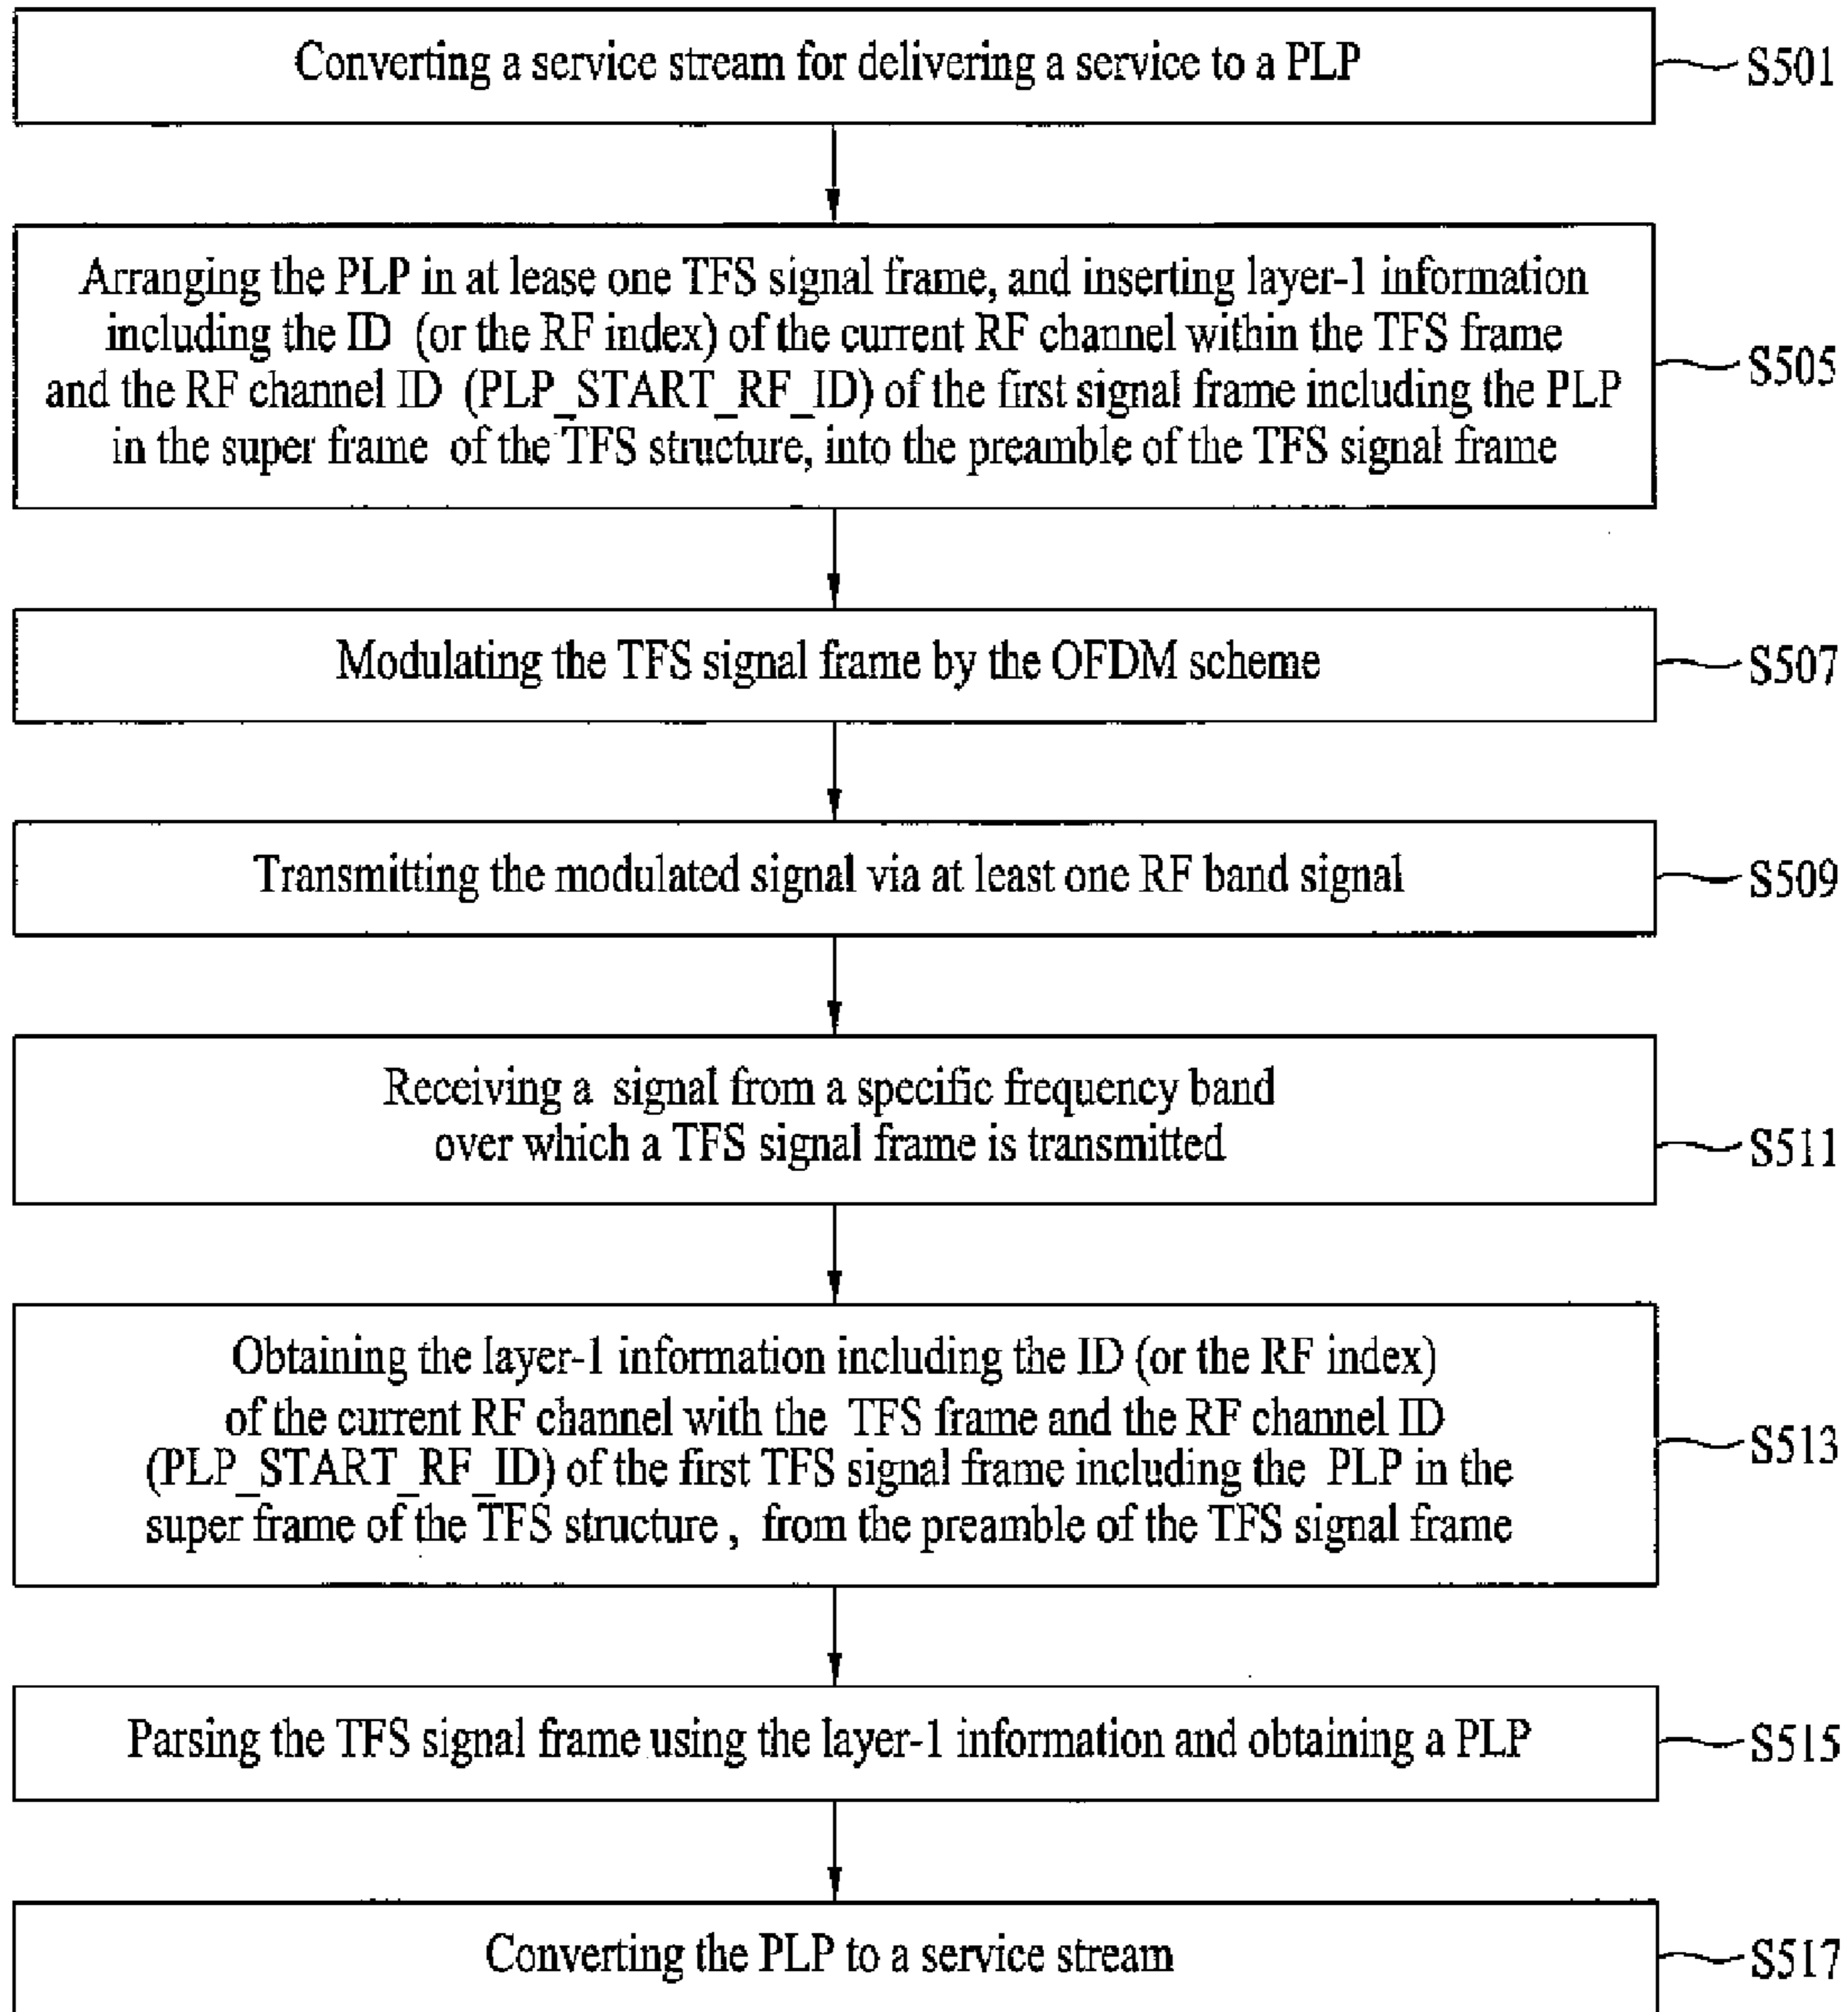 Converting a service stream for delivering a service to a PLP
S501
Arranging the PLP in at lease one TFS signal frame, and inserting layer-1 information
including the ID (or the RF index) of the current RF channel within the TFS frame
and the RF channel ID (PLP_START_RF_ID) of the first signal frame including the PLP
in the super frame of the TFS structure, into the preamble of the TFS signal frame
S505
Modulating the TFS signal frame by the OFDM scheme
S507
Transmitting the modulated signal via at least one RF band signal
S509
Receiving a signal from a specific frequency band
over which a TFS signal frame is transmitted
S511
Obtaining the layer-1 information including the ID (or the RF index)
of the current RF channel with the TFS frame and the RF channel ID
(PLP_START_RF_ID) of the first TFS signal frame including the PLP in the
super frame of the TFS structure , from the preamble of the TFS signal frame
S513
Parsing the TFS signal frame using the layer-1 information and obtaining a PLP
S515
Converting the PLP to a service stream
S517